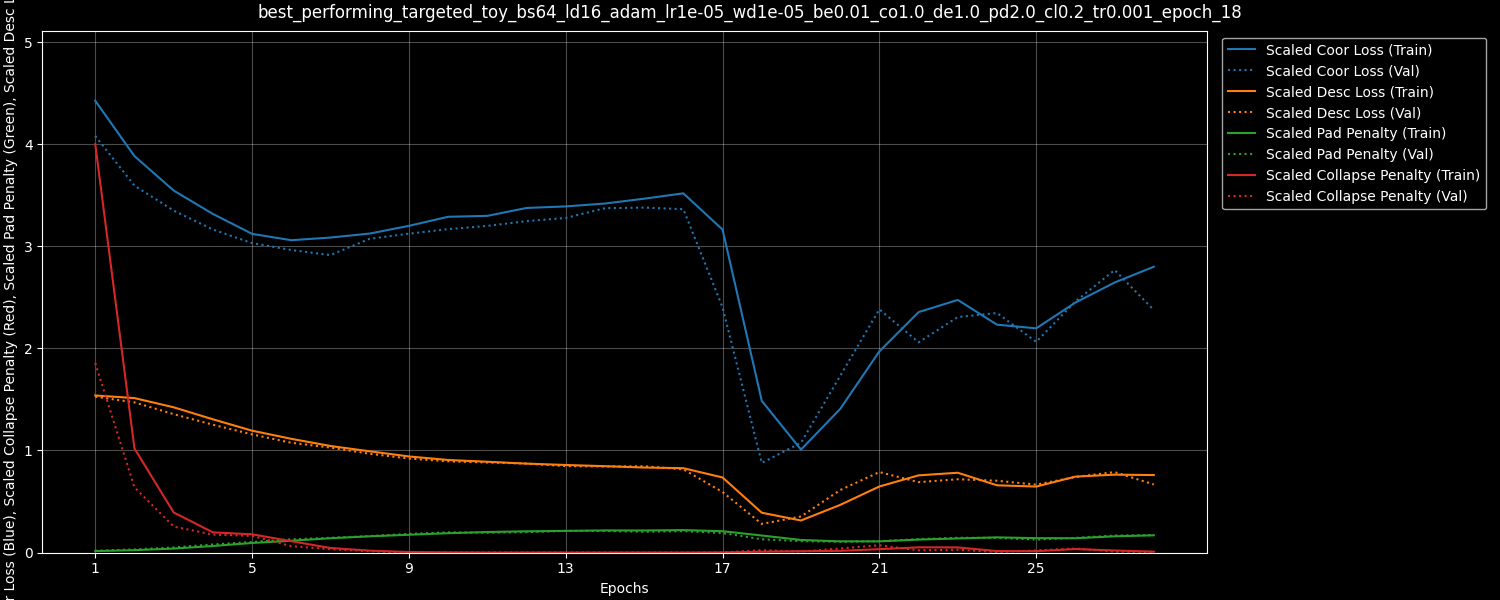 best_performing_targeted_toy_bs64_ld16_adam_lr1e-05_wd1e-05_be0.01_co1.0_de1.0_pd2.0_cl0.2_tr0.001_epoch_18
r Loss (Blue), Scaled Collapse Penalty (Red), Scaled Pad Penalty (Green), Scaled Desc L
5
4
3
2
1
0
1 5 9 13 17 21 25
Epochs
Scaled Coor Loss (Train)
Scaled Coor Loss (Val)
Scaled Desc Loss (Train)
Scaled Desc Loss (Val)
Scaled Pad Penalty (Train)
Scaled Pad Penalty (Val)
Scaled Collapse Penalty (Train)
Scaled Collapse Penalty (Val)